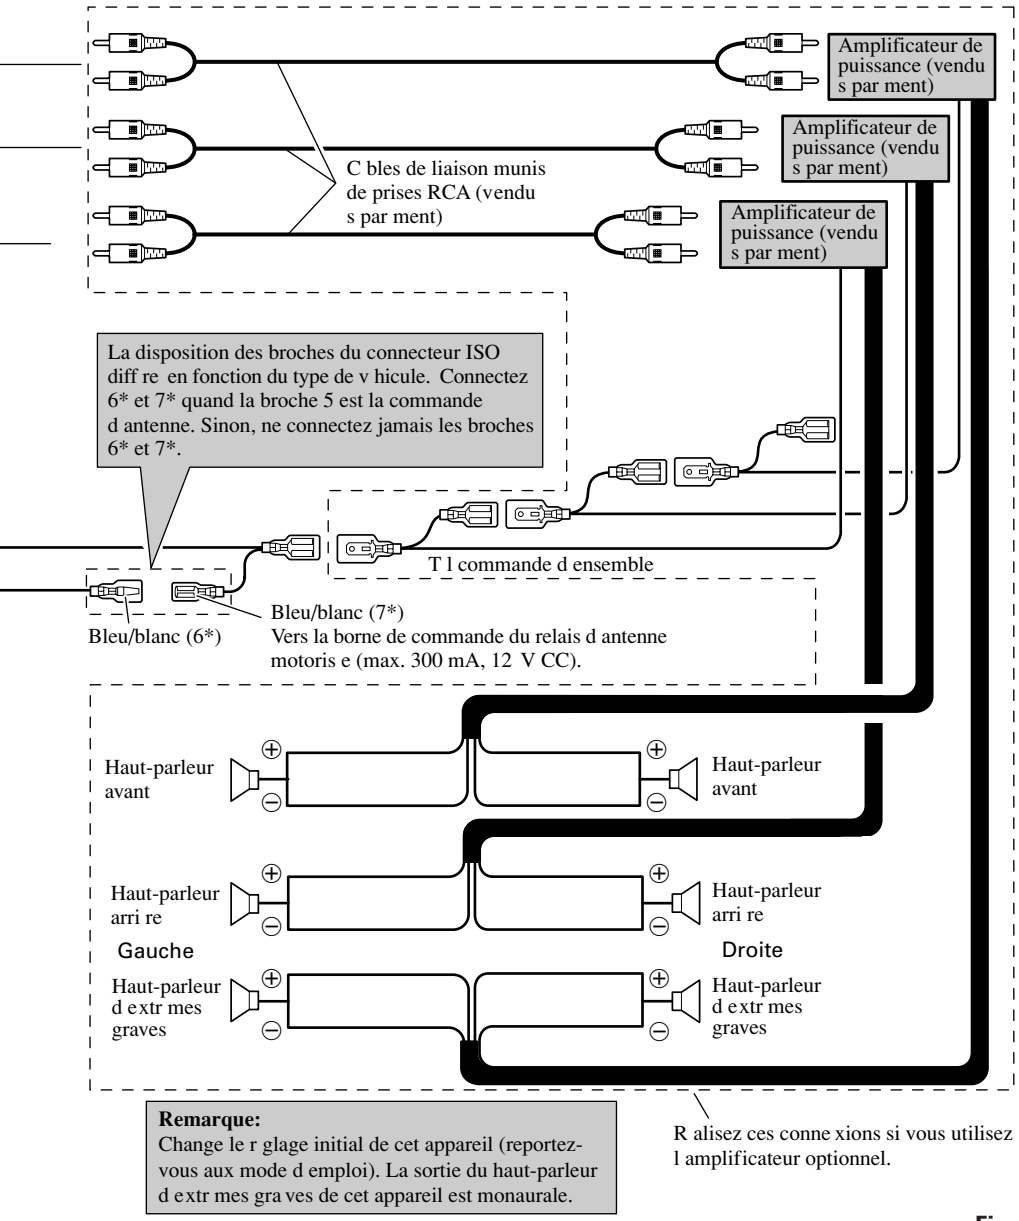 Amplificateur de
puissance (vendu
s par ment)
Amplificateur de
puissance (vendu
s par ment)
C bles de liaison munis
de prises RCA (vendu
s par ment)
Amplificateur de
puissance (vendu
s par ment)
La disposition des broches du connecteur ISO
diff re en fonction du type de v hicule. Connectez
6* et 7* quand la broche 5 est la commande
d antenne. Sinon, ne connectez jamais les broches
6* et 7*.
T l commande d ensemble
Bleu/blanc (6*)
Bleu/blanc (7*)
Vers la borne de commande du relais d antenne
motoris e (max. 300 mA, 12 V CC).
Haut-parleur
avant
+
−
+
−
Haut-parleur
avant
Haut-parleur
arri re
+
−
+
−
Haut-parleur
arri re
Gauche
Droite
Haut-parleur
d extr mes
graves
+
−
+
−
Haut-parleur
d extr mes
graves
Remarque:
Change le r glage initial de cet appareil (reportez-
vous aux mode d emploi). La sortie du haut-parleur
d extr mes gra ves de cet appareil est monaurale.
R alisez ces conne xions si vous utilisez
l amplificateur optionnel.